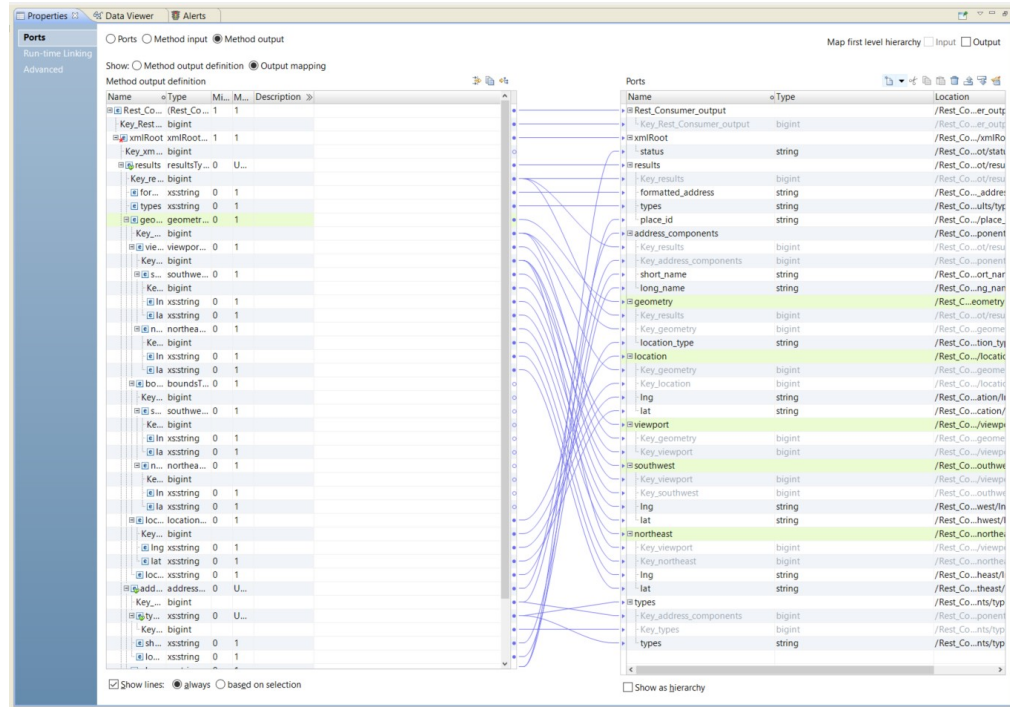 Properties Data Viewer Alerts
Ports
Run-time Linking
Advanced
Ports Method input Method output
Map first level hierarchy Input Output
Show: Method output definition Output mapping
Method output definition
Name Type Mi... M... Description
Rest_Co... (Rest_Co... 1 1
Key_Rest... bigint
xmlRoot xmlRoot... 1 1
Key_xm... bigint
results resultsTy... 0 U...
Key_re... bigint
for... xs:string 0 1
types xs:string 0 1
geo... geometr... 0 1
Key_... bigint
vie... viewpor... 0 1
Key... bigint
s... southwe... 0 1
Ke... bigint
ln xs:string 0 1
la xs:string 0 1
n... northea... 0 1
Ke... bigint
ln xs:string 0 1
la xs:string 0 1
bo... boundsT... 0 1
Key... bigint
s... southwe... 0 1
Ke... bigint
ln xs:string 0 1
la xs:string 0 1
n... northea... 0 1
Ke... bigint
ln xs:string 0 1
la xs:string 0 1
loc... location... 0 1
Key... bigint
lng xs:string 0 1
lat xs:string 0 1
loc... xs:string 0 1
add... address... 0 U...
Key_... bigint
ty... xs:string 0 U...
Key... bigint
sh... xs:string 0 1
lo... xs:string 0 1
Show lines: always based on selection
Ports
Name Type Location
Rest_Consumer_output /Rest_Co...er_outp
Key_Rest_Consumer_output bigint /Rest_Co...er_outp
xmlRoot /Rest_Co.../xmlRo
status string /Rest_Co...ot/statu
results /Rest_Co...ot/resu
Key_results bigint /Rest_Co...ot/resu
formatted_address string /Rest_Co..._addres
types string /Rest_Co...ults/typ
place_id string /Rest_Co.../place_
address_components /Rest_Co...ponent
Key_results bigint /Rest_Co...ot/resu
Key_address_components bigint /Rest_Co...ponent
short_name string /Rest_Co...ort_nar
long_name string /Rest_Co...ng_nan
geometry /Rest_C...eometry
Key_results bigint /Rest_Co...ot/resu
Key_geometry bigint /Rest_Co...geome
location_type string /Rest_Co...tion_typ
location /Rest_Co.../locatic
Key_geometry bigint /Rest_Co...geome
Key_location bigint /Rest_Co.../locatic
lng string /Rest_Co...ation/ln
lat string /Rest_Co...cation/
viewport /Rest_Co.../viewpo
Key_geometry bigint /Rest_Co...geome
Key_viewport bigint /Rest_Co.../viewpo
southwest /Rest_Co...outhwe
Key_viewport bigint /Rest_Co.../viewpo
Key_southwest bigint /Rest_Co...outhwe
lng string /Rest_Co...west/ln
lat string /Rest_Co...hwest/l
northeast /Rest_Co...northea
Key_viewport bigint /Rest_Co.../viewpo
Key_northeast bigint /Rest_Co...northea
lng string /Rest_Co...heast/l
lat string /Rest_Co...theast/
types /Rest_Co...nts/typ
Key_address_components bigint /Rest_Co...ponent
Key_types bigint /Rest_Co...nts/typ
types string /Rest_Co...nts/typ
Show as hierarchy